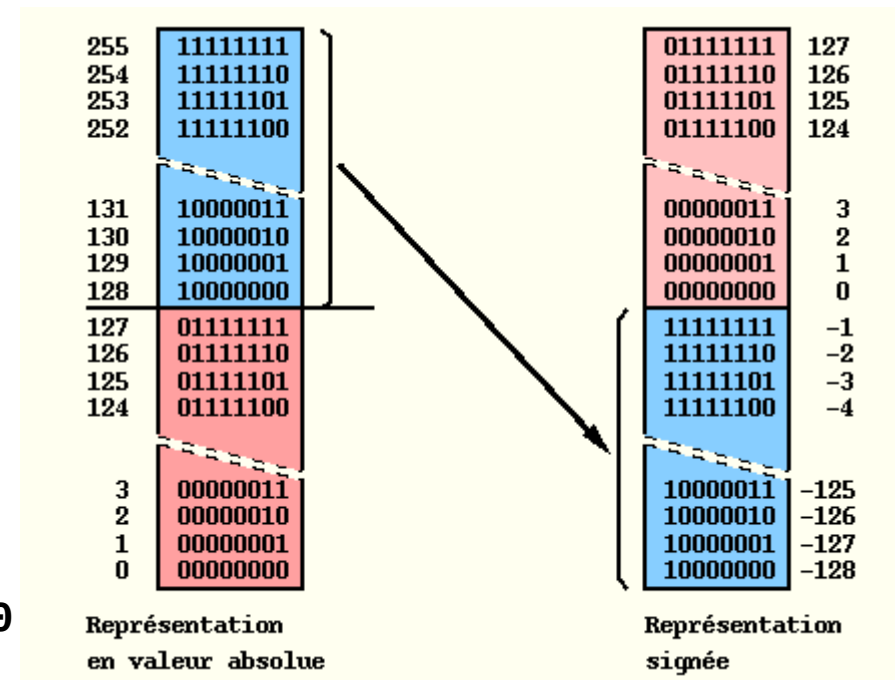 255 11111111 01111111 127
254 11111110 01111110 126
253 11111101 01111101 125
252 11111100 01111100 124
131 10000011 00000011 3
130 10000010 00000010 2
129 10000001 00000001 1
128 10000000 00000000 0
127 01111111 11111111 -1
126 01111110 11111110 -2
125 01111101 11111101 -3
124 01111100 11111100 -4
3 00000011 10000011 -125
2 00000010 10000010 -126
1 00000001 10000001 -127
0 00000000 10000000 -128
0
Représentation Représentation
en valeur absolue signée